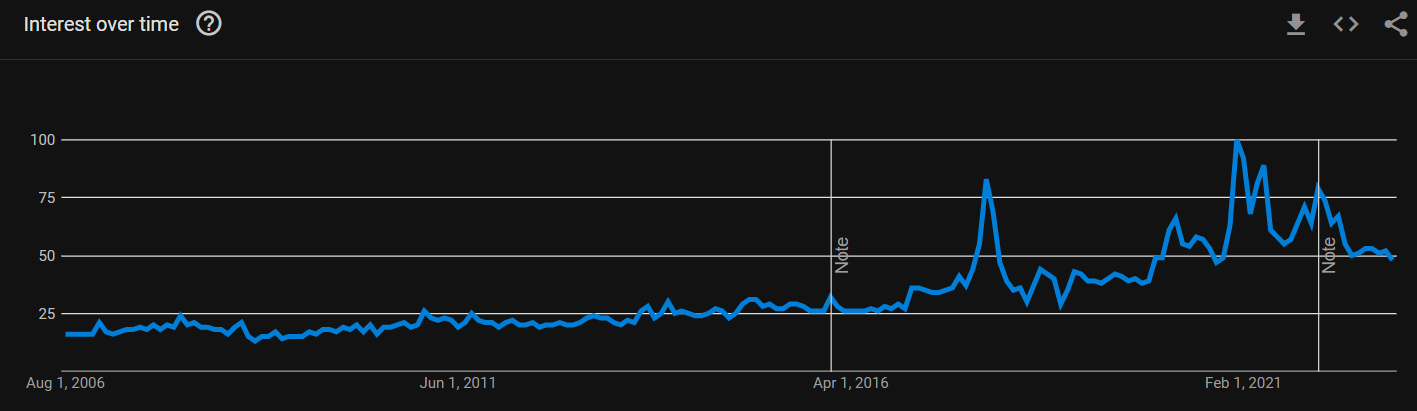 Interest over time ?
100
75
50
25
Note
Note
Aug 1, 2006 Jun 1, 2011 Apr 1, 2016 Feb 1, 2021